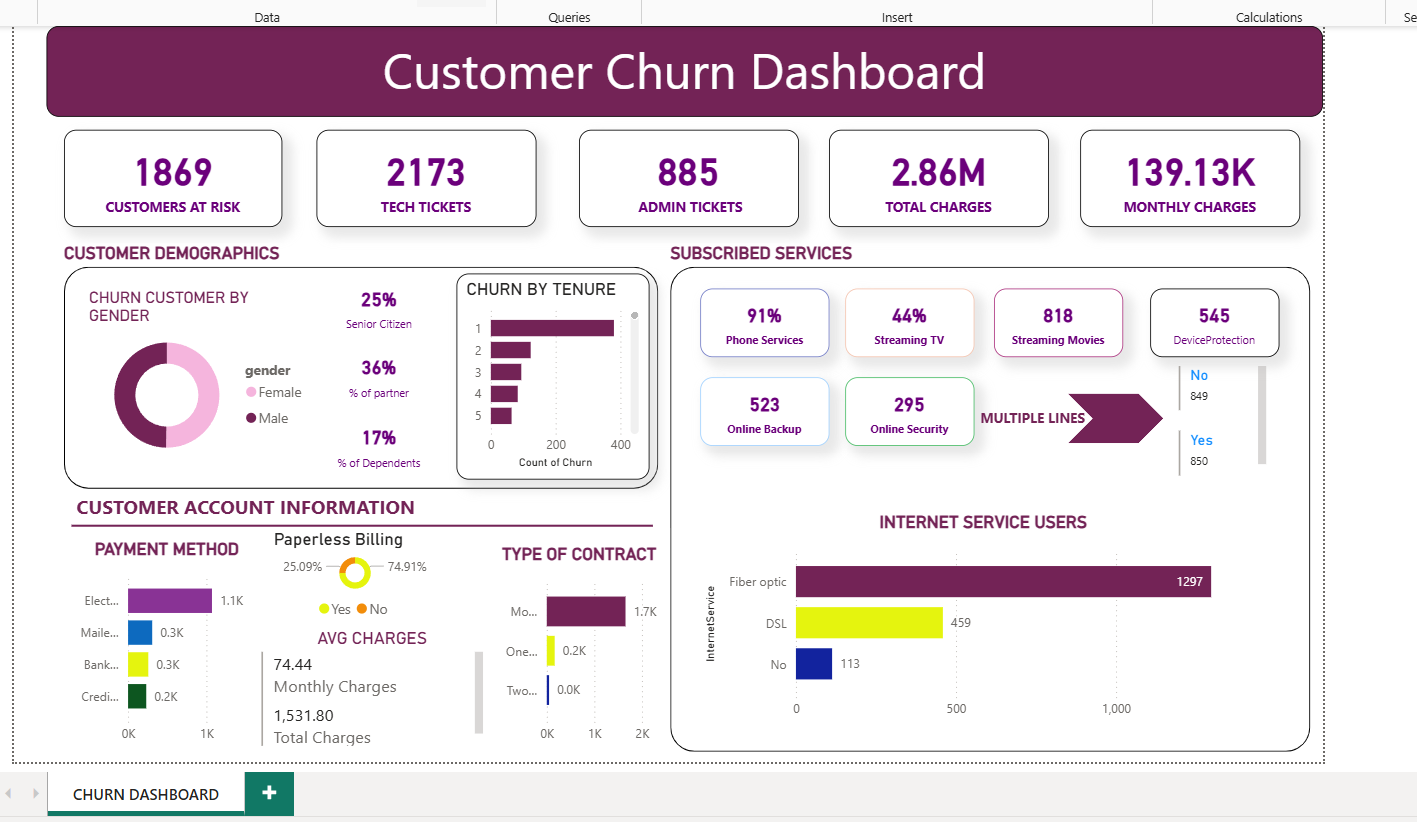 Data
Queries
Insert
Calculations
Se
Customer Churn Dashboard
1869
CUSTOMERS AT RISK
2173
TECH TICKETS
885
ADMIN TICKETS
2.86M
TOTAL CHARGES
139.13K
MONTHLY CHARGES
CUSTOMER DEMOGRAPHICS
CHURN CUSTOMER BY
GENDER
gender
Female
Male
25%
Senior Citizen
36%
% of partner
17%
% of Dependents
CHURN BY TENURE
1
2
3
4
5
0
200
400
Count of Churn
SUBSCRIBED SERVICES
91%
Phone Services
44%
Streaming TV
818
Streaming Movies
545
DeviceProtection
523
Online Backup
295
Online Security
MULTIPLE LINES
No
849
Yes
850
CUSTOMER ACCOUNT INFORMATION
PAYMENT METHOD
Elect...
1.1K
Maile...
0.3K
Bank...
0.3K
Credi...
0.2K
0K
1K
Paperless Billing
25.09%
74.91%
Yes
No
AVG CHARGES
74.44
Monthly Charges
1,531.80
Total Charges
TYPE OF CONTRACT
Mo...
1.7K
One...
0.2K
Two...
0.0K
0K
1K
2K
INTERNET SERVICE USERS
InternetService
Fiber optic
1297
DSL
459
No
113
0
500
1,000
CHURN DASHBOARD